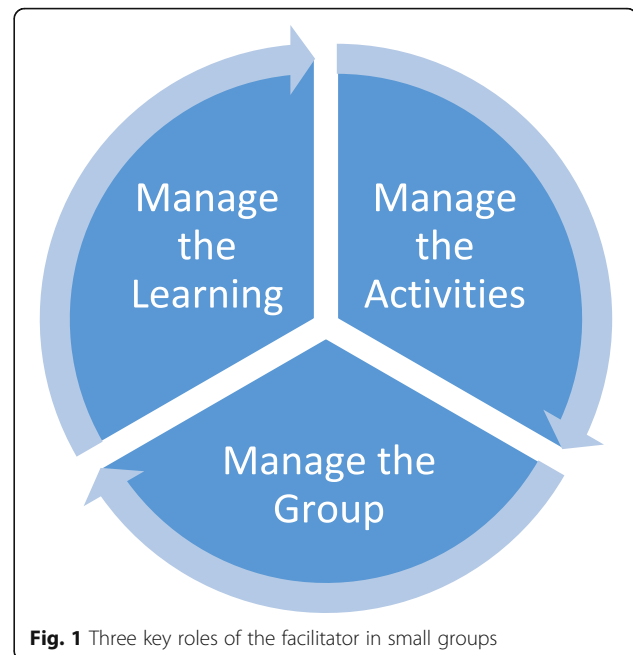 Manage
the
Learning
Manage
the
Activities
Manage the
Group
Fig. 1 Three key roles of the facilitator in small groups